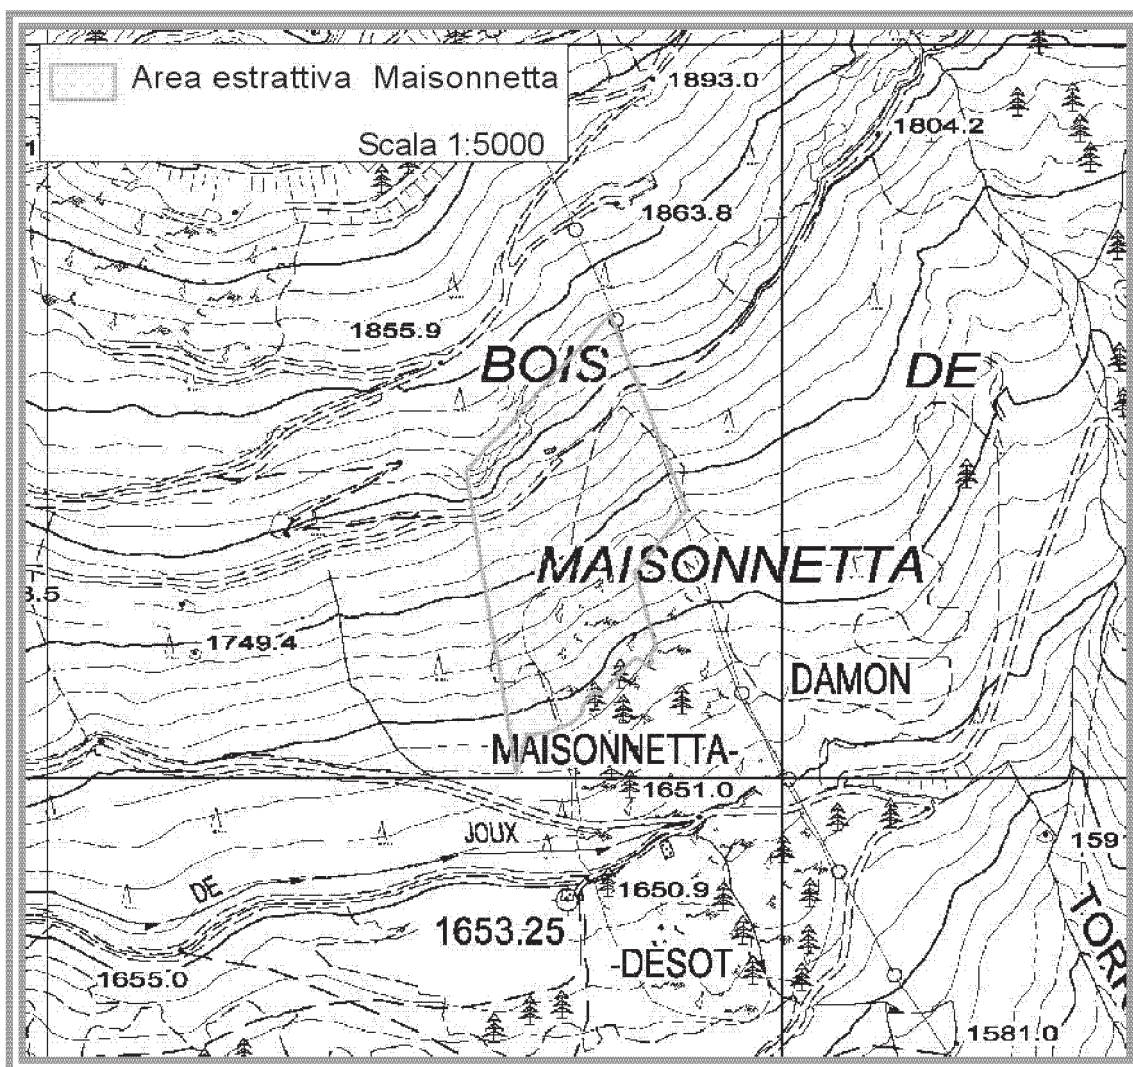 Area estrattiva Maisonnetta
Scala 1:5000
1893.0
1804.2
1863.8
1855.9
BOIS
DE
MAISONNETTA
1749.4
DAMON
MAISONNETTA-
1651.0
JOUX
DE
1650.9
1653.25
-DÈSOT
1655.0
1581.0